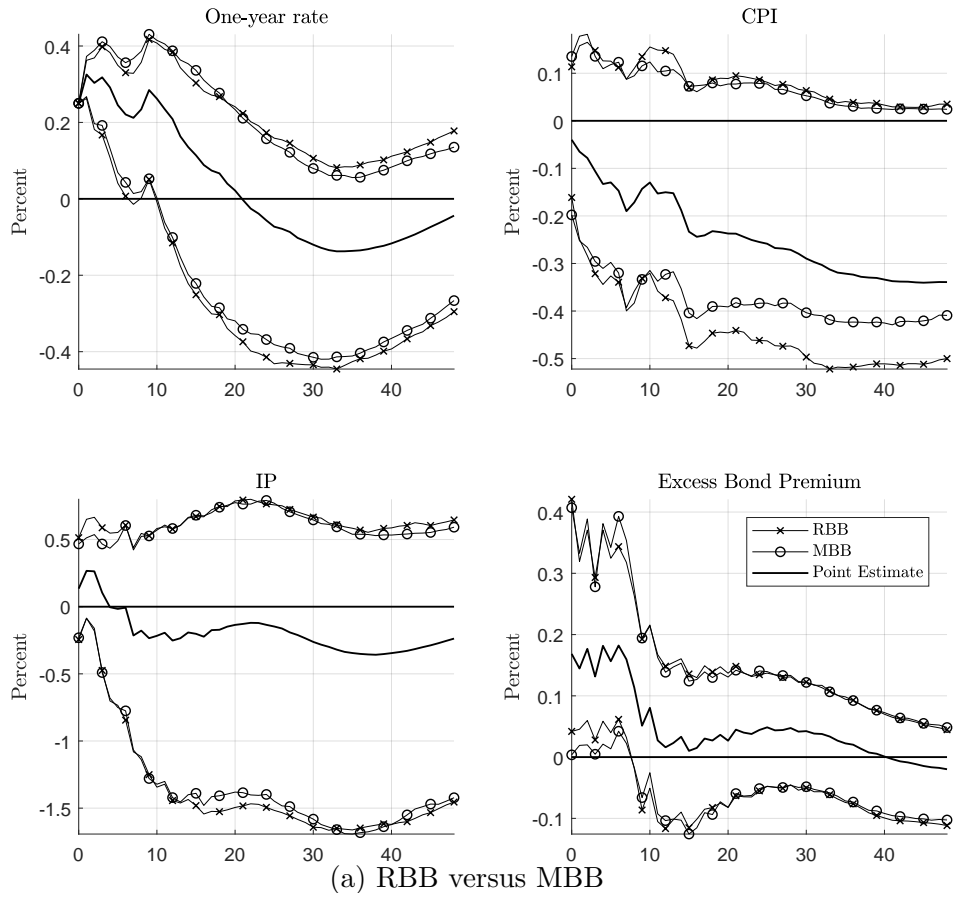 One-year rate
Percent
0.4
0.2
0
-0.2
-0.4
0 10 20 30 40
CPI
Percent
0.1
0
-0.1
-0.2
-0.3
-0.4
-0.5
0 10 20 30 40
IP
Percent
0.5
0
-0.5
-1
-1.5
0 10 20 30 40
Excess Bond Premium
Percent
0.4
0.3
0.2
0.1
0
-0.1
0 10 20 30 40
RBB
MBB
Point Estimate
(a) RBB versus MBB